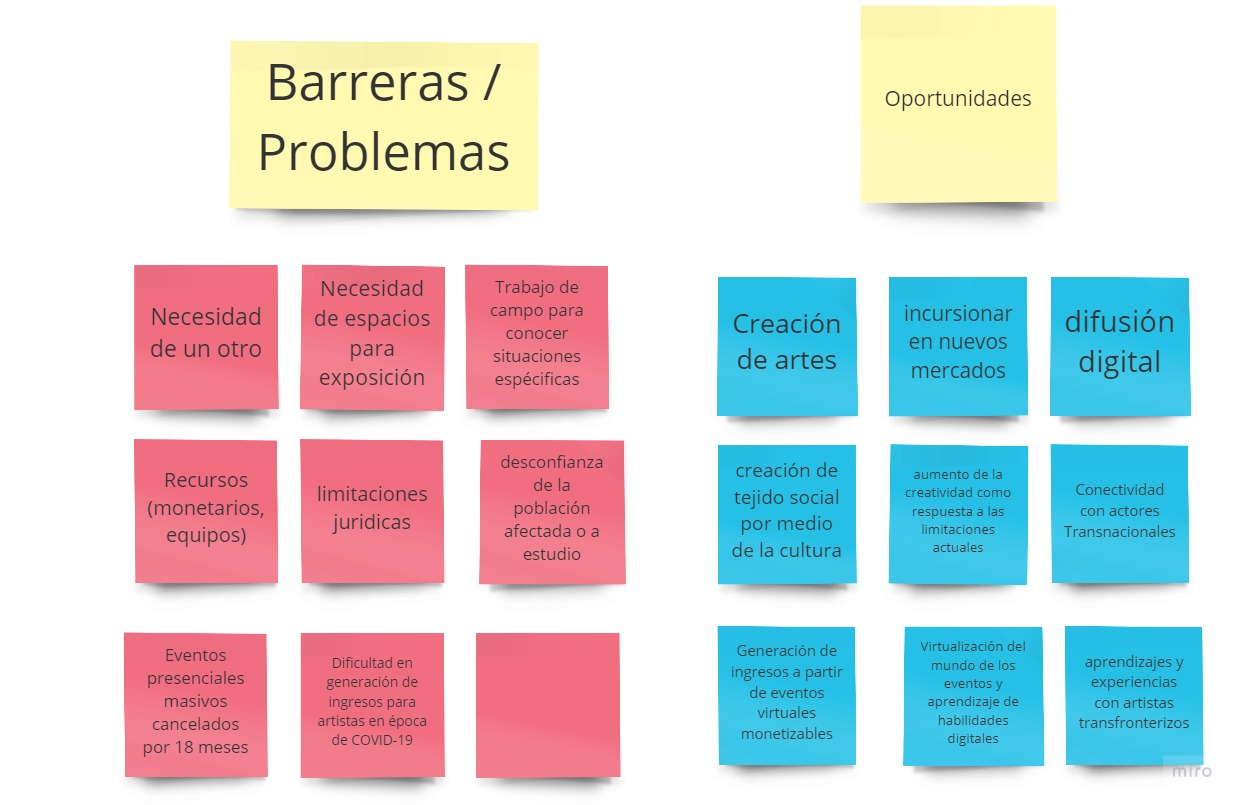 Barreras /
Problemas
Oportunidades
Necesidad
de un otro
Necesidad
de espacios
para
exposición
Trabajo de
campo para
conocer
situaciones
espécificas
Recursos
(monetarios,
equipos)
limitaciones
juridicas
desconfianza
de la
población
afectada o a
estudio
Eventos
presenciales
masivos
cancelados
por 18 meses
Dificultad en
generación de
ingresos para
artistas en época
de COVID-19
Creación
de artes
incursionar
en nuevos
mercados
difusión
digital
creación de
tejido social
por medio
de la cultura
aumento de la
creatividad como
respuesta a las
limitaciones
actuales
Conectividad
con actores
Transnacionales
Generación de
ingresos a partir
de eventos
virtuales
monetizables
Virtualización del
mundo de los
eventos y
aprendizaje de
habilidades
digitales
aprendizajes y
experiencias
con artistas
transfronterizos
miro